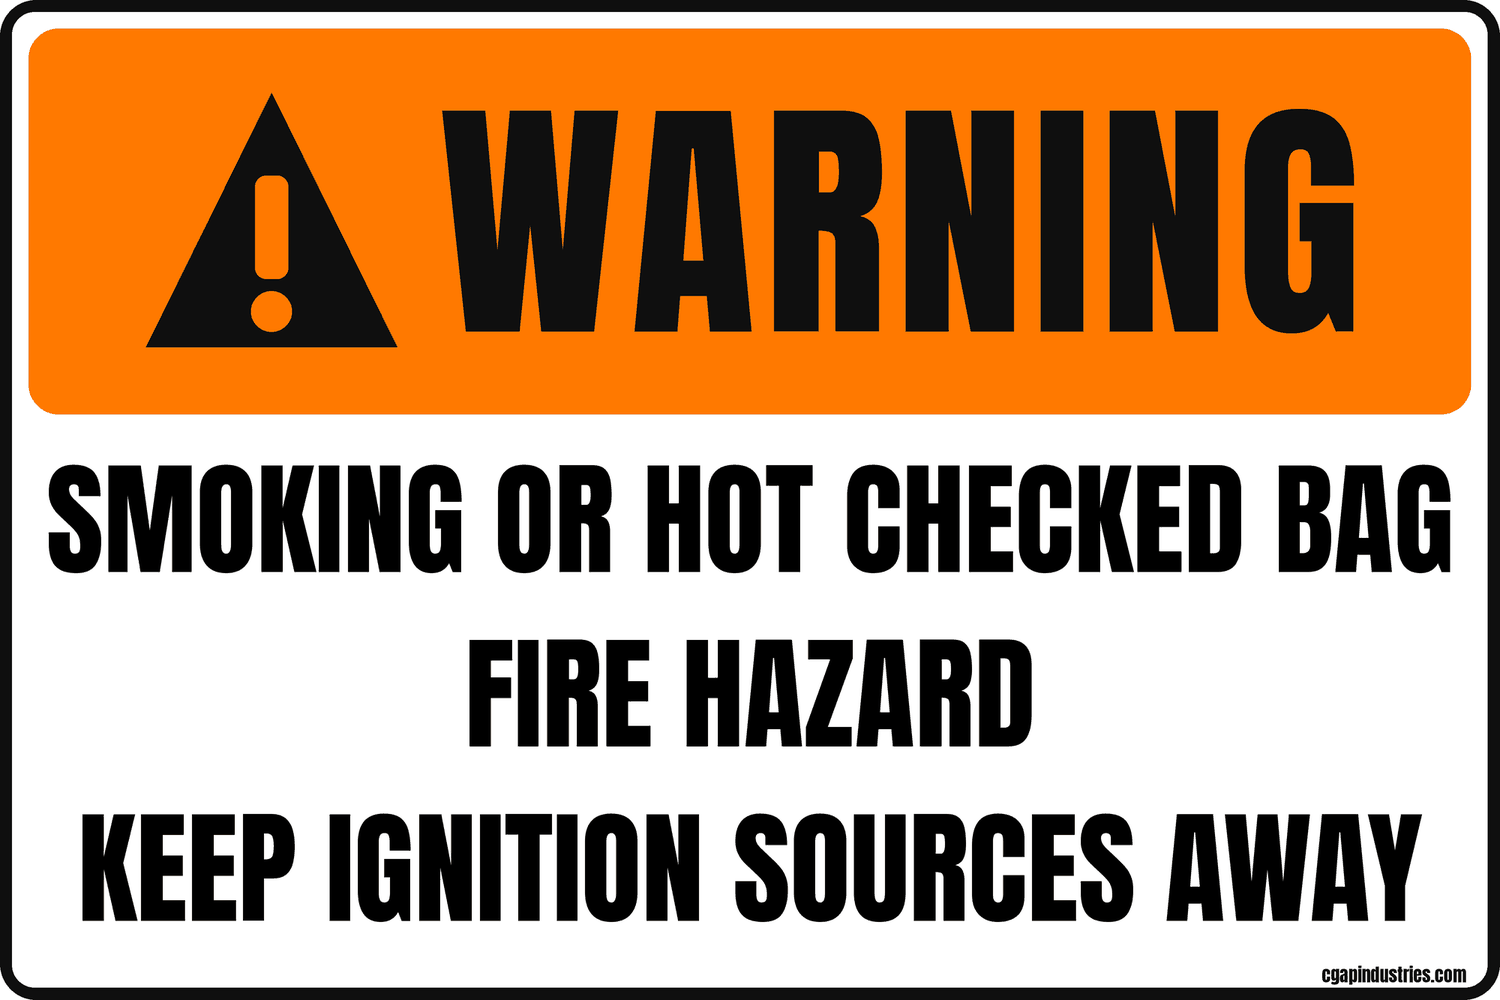 WARNING
SMOKING OR HOT CHECKED BAG
FIRE HAZARD
KEEP IGNITION SOURCES AWAY
cgapindustries.com